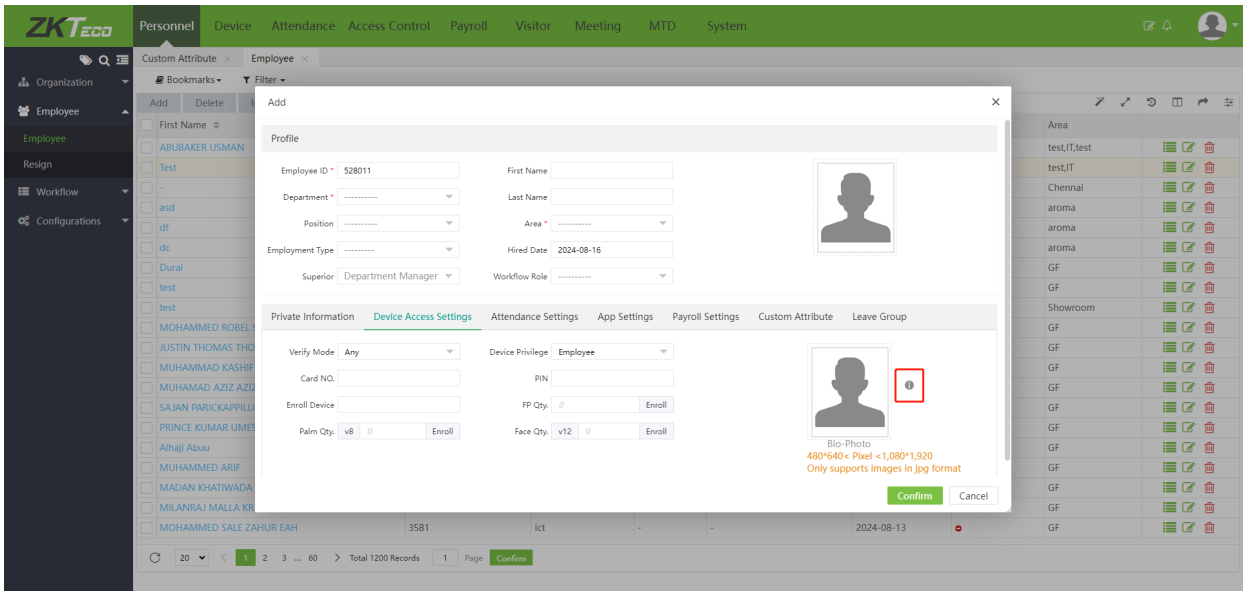 ZKTECO Personnel Device Attendance Access Control Payroll Visitor Meeting MTD System
Custom Attribute × Employee ×
Bookmarks Filter
Organization
Employee
Employee
Resign
Workflow
Configurations
Add Delete
First Name Area
ABUBAKER USMAN test,IT,test
Test test,IT
- Chennai
asd aroma
df aroma
dc aroma
Durai GF
test GF
test Showroom
MOHAMMED ROBEL GF
JUSTIN THOMAS THO GF
MUHAMMAD KASHIF GF
MUHAMAD AZIZ AZIZ GF
SAJAN PARICKAPPILLI GF
PRINCE KUMAR UMES GF
Alhaji Abuu GF
MUHAMMED ARIF GF
MADAN KHATIWADA GF
MILANRAJ MALLA KR GF
MOHAMMED SALE ZAHUR EAH 3581 ict - - 2024-08-13 GF
20 < 1 2 3 ... 60 > Total 1200 Records 1 Page Confirm
Add ×
Profile
Employee ID * 528011 First Name
Department * --------- Last Name
Position --------- Area * ----------
Employment Type --------- Hired Date 2024-08-16
Superior Department Manager Workflow Role ----------
Private Information Device Access Settings Attendance Settings App Settings Payroll Settings Custom Attribute Leave Group
Verify Mode Any Device Privilege Employee
Card NO. PIN
Enroll Device FP Qty. 0 Enroll
Palm Qty. v8 0 Enroll Face Qty. v12 0 Enroll
Bio-Photo
480*640< Pixel <1,080*1,920
Only supports images in jpg format
Confirm Cancel